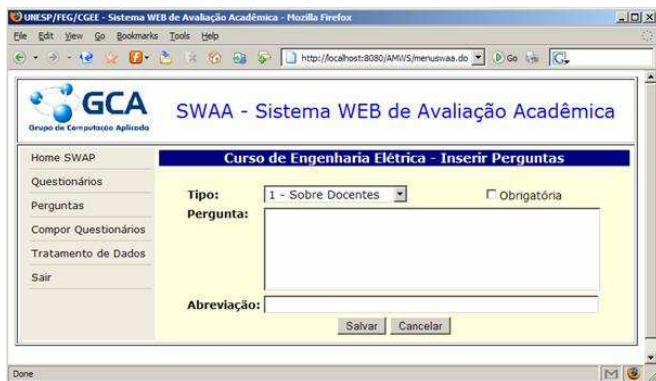 UNESP/FEG/CGEE - Sistema WEB de Avaliação Acadêmica - Mozilla Firefox
File Edit View Go Bookmarks Tools Help
http://localhost:8080/AMWS/menuswaa.do Go
GCA
Grupo de Computação Aplicada
SWAA - Sistema WEB de Avaliação Acadêmica
Home SWAP
Questionários
Perguntas
Compor Questionários
Tratamento de Dados
Sair
Curso de Engenharia Elétrica - Inserir Perguntas
Tipo: 1 - Sobre Docentes Obrigatória
Pergunta:
Abreviação:
Salvar Cancelar
Done